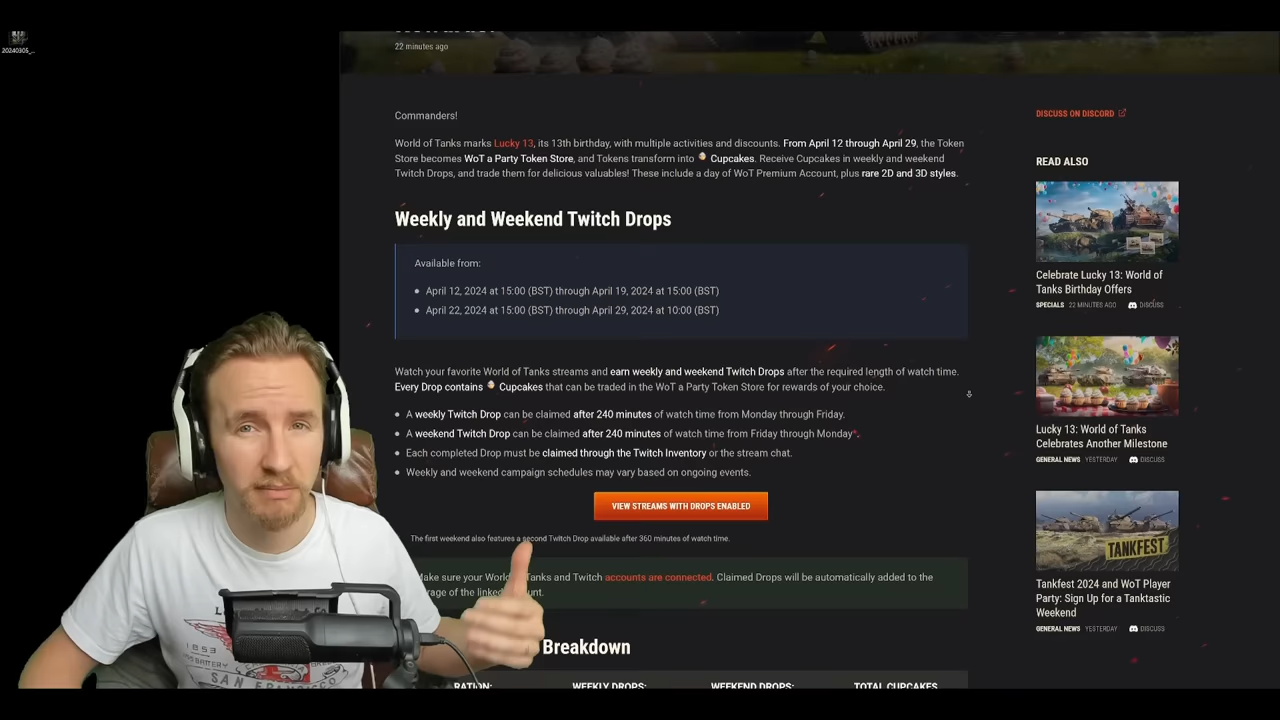 20240305_...
22 minutes ago
Commanders!
World of Tanks marks Lucky 13, its 13th birthday, with multiple activities and discounts. From April 12 through April 29, the Token
Store becomes WoT a Party Token Store, and Tokens transform into Cupcakes. Receive Cupcakes in weekly and weekend
Twitch Drops, and trade them for delicious valuables! These include a day of WoT Premium Account, plus rare 2D and 3D styles.
Weekly and Weekend Twitch Drops
Available from:
• April 12, 2024 at 15:00 (BST) through April 19, 2024 at 15:00 (BST)
• April 22, 2024 at 15:00 (BST) through April 29, 2024 at 10:00 (BST)
Watch your favorite World of Tanks streams and earn weekly and weekend Twitch Drops after the required length of watch time.
Every Drop contains Cupcakes that can be traded in the WoT a Party Token Store for rewards of your choice.
• A weekly Twitch Drop can be claimed after 240 minutes of watch time from Monday through Friday.
• A weekend Twitch Drop can be claimed after 240 minutes of watch time from Friday through Monday*.
• Each completed Drop must be claimed through the Twitch Inventory or the stream chat.
• Weekly and weekend campaign schedules may vary based on ongoing events.
VIEW STREAMS WITH DROPS ENABLED
The first weekend also features a second Twitch Drop available after 360 minutes of watch time.
Make sure your World Tanks and Twitch accounts are connected. Claimed Drops will be automatically added to the
rage of the linked unt.
Breakdown
RATION:
WEEKLY DROPS:
WEEKEND DROPS:
TOTAL CUPCAKES
DISCUSS ON DISCORD
READ ALSO
Celebrate Lucky 13: World of
Tanks Birthday Offers
SPECIALS 22 MINUTES AGO DISCUSS
Lucky 13: World of Tanks
Celebrates Another Milestone
GENERAL NEWS YESTERDAY DISCUSS
TANKFEST
Tankfest 2024 and WoT Player
Party: Sign Up for a Tanktastic
Weekend
GENERAL NEWS YESTERDAY DISCUSS
1853
BATTERY
SAN FRANCISCO